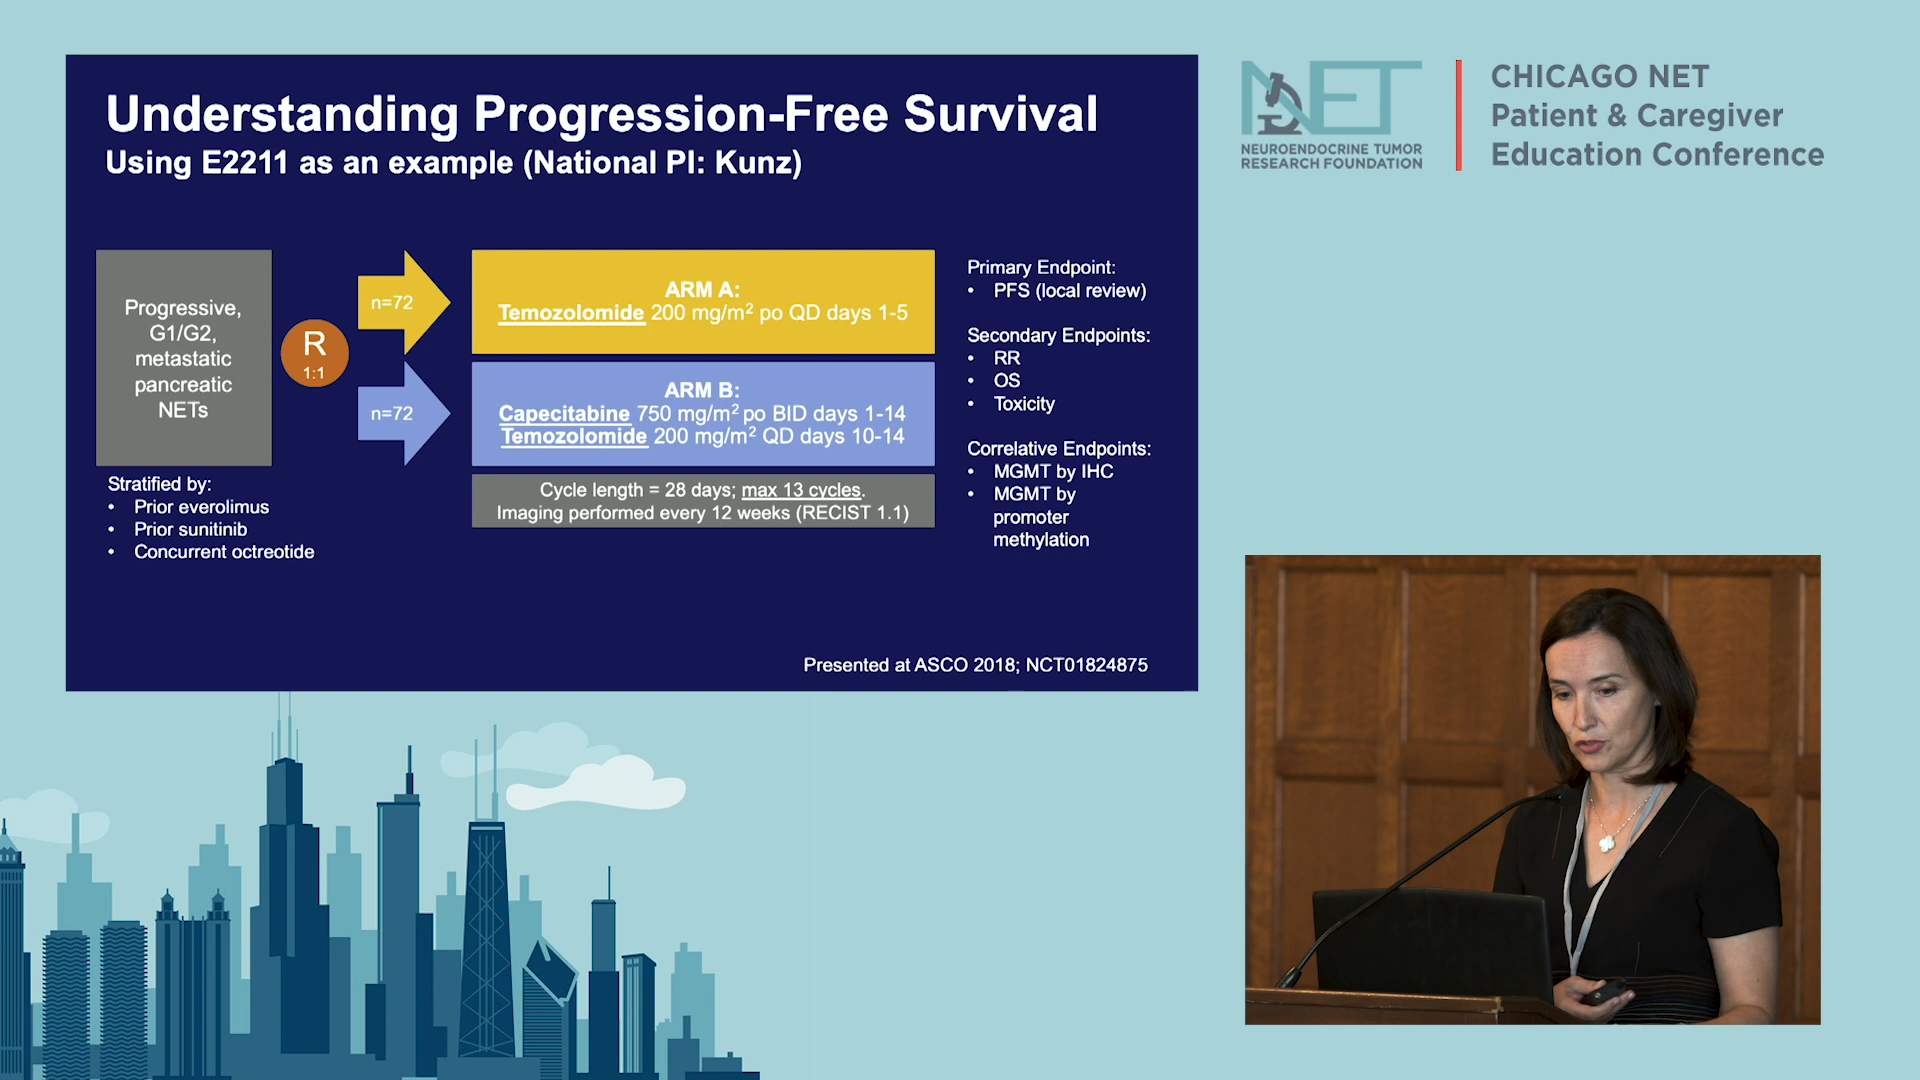 Understanding Progression-Free Survival
Using E2211 as an example (National PI: Kunz)
Progressive,
G1/G2,
metastatic
pancreatic
NETs
R
1:1
n=72
n=72
ARM A:
Temozolomide 200 mg/m² po QD days 1-5
ARM B:
Capecitabine 750 mg/m² po BID days 1-14
Temozolomide 200 mg/m² QD days 10-14
Cycle length = 28 days; max 13 cycles.
Imaging performed every 12 weeks (RECIST 1.1)
Stratified by:
• Prior everolimus
• Prior sunitinib
• Concurrent octreotide
Primary Endpoint:
• PFS (local review)
Secondary Endpoints:
• RR
• OS
• Toxicity
Correlative Endpoints:
• MGMT by IHC
• MGMT by
promoter
methylation
Presented at ASCO 2018; NCT01824875
NET
NEUROENDOCRINE TUMOR
RESEARCH FOUNDATION
CHICAGO NET
Patient & Caregiver
Education Conference